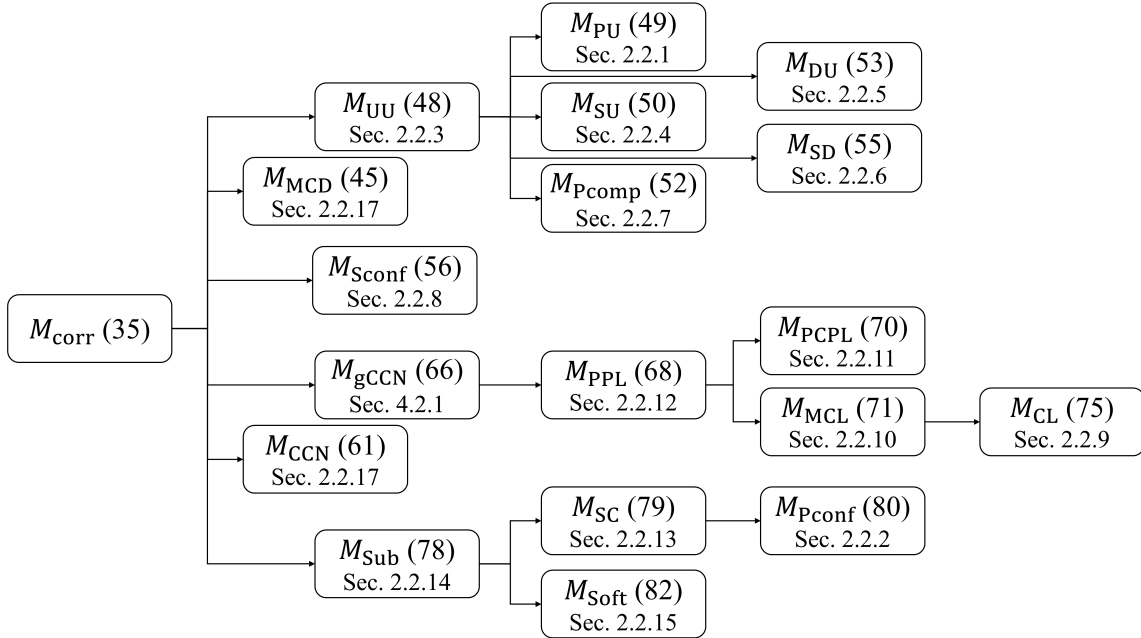 M_PU (49)
Sec. 2.2.1
M_DU (53)
Sec. 2.2.5
M_UU (48)
Sec. 2.2.3
M_SU (50)
Sec. 2.2.4
M_SD (55)
Sec. 2.2.6
M_MCD (45)
Sec. 2.2.17
M_Pcomp (52)
Sec. 2.2.7
M_Sconf (56)
Sec. 2.2.8
M_corr (35)
M_PCPL (70)
Sec. 2.2.11
M_gCCN (66)
Sec. 4.2.1
M_PPL (68)
Sec. 2.2.12
M_MCL (71)
Sec. 2.2.10
M_CL (75)
Sec. 2.2.9
M_CCN (61)
Sec. 2.2.17
M_SC (79)
Sec. 2.2.13
M_Pconf (80)
Sec. 2.2.2
M_Sub (78)
Sec. 2.2.14
M_Soft (82)
Sec. 2.2.15